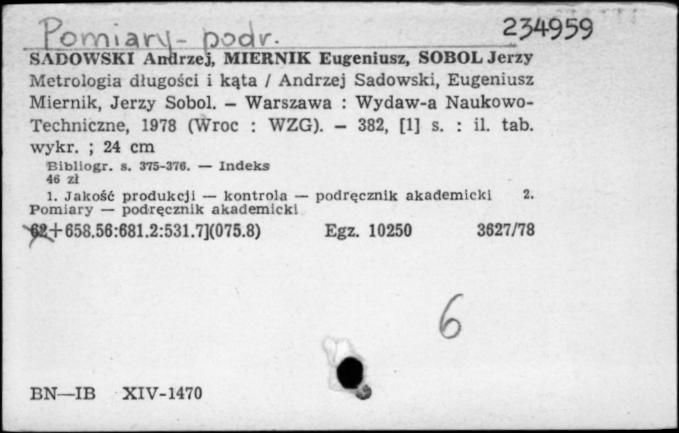 Pomiary - podr.
234959
SADOWSKI Andrzej, MIERNIK Eugeniusz, SOBOL Jerzy
Metrologia długości i kąta / Andrzej Sadowski, Eugeniusz
Miernik, Jerzy Sobol. — Warszawa : Wydaw-a Naukowo-
Techniczne, 1978 (Wroc : WZG). — 382, [1] s. : il. tab.
wykr. ; 24 cm
Bibliogr. s. 375-376. — Indeks
46 zł
1. Jakość produkcji — kontrola — podręcznik akademicki 2.
Pomiary — podręcznik akademicki
62+658.56:681.2:531.7](075.8) Egz. 10250 3627/78
6
BN—IB XIV-1470